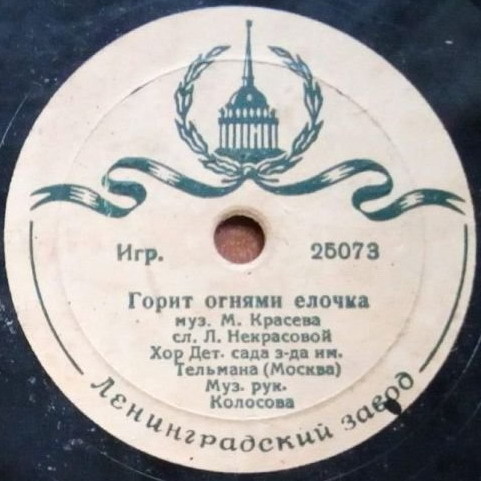 Игр. 25073
Горит огнями елочка
муз. М. Красева
сл. Л. Некрасовой
Хор Дет. сада з-да им.
Тельмана (Москва)
Муз. рук.
Колосова
Ленинградский завод